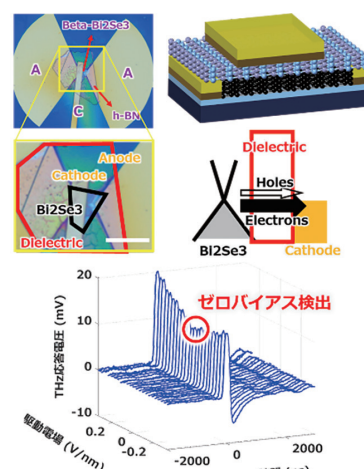 Beta-Bi2Se3
A
A
C
h-BN
Anode
Cathode
Bi2Se3
Dielectric
Dielectric
Holes
Electrons
Bi2Se3
Cathode
ゼロバイアス検出
THz応答電圧 (mV)
20
10
0
-10
駆動電場 (V/nm)
0.2
0
-0.2
-2000
0
2000